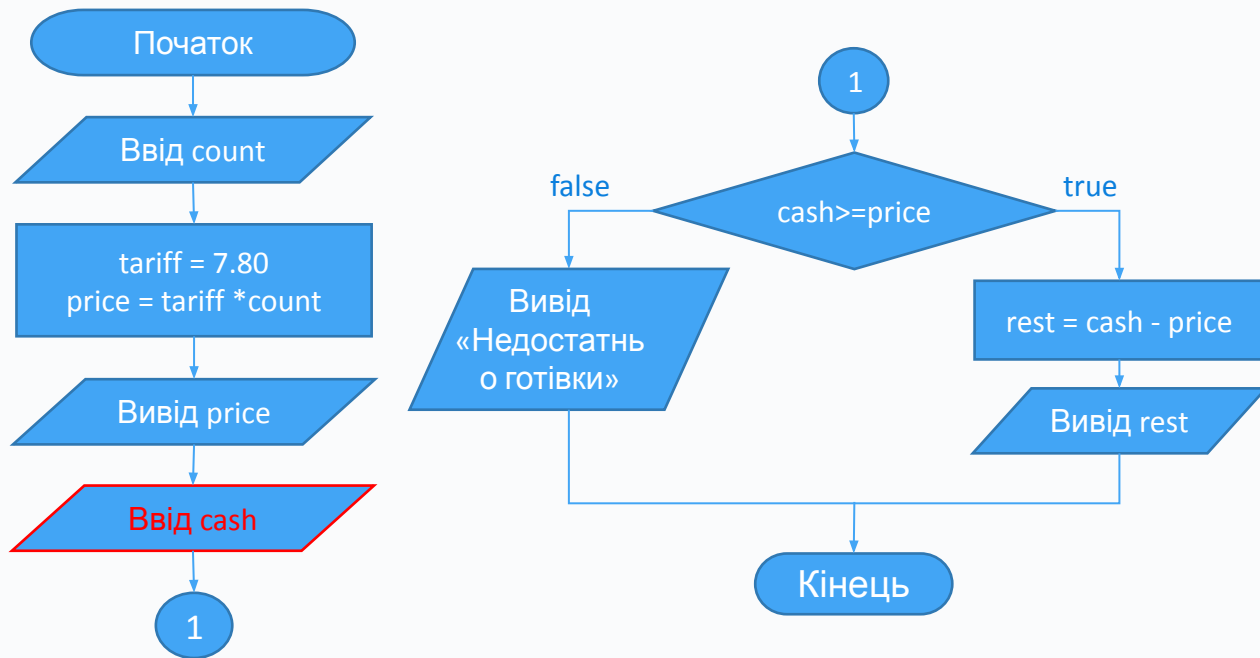 Початок
Ввід count
tariff = 7.80
price = tariff *count
Вивід price
Ввід cash
1
1
cash>=price
false
true
Вивід
«Недостатнь
о готівки»
rest = cash - price
Вивід rest
Кінець